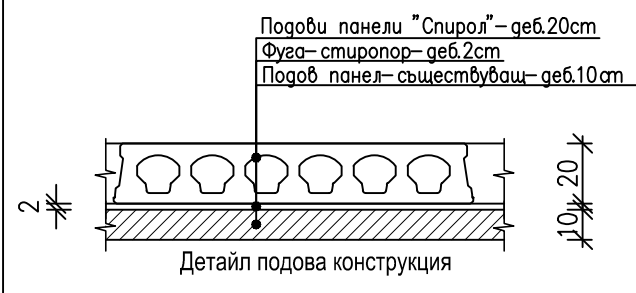 Подови панели "Спирол"-деб.20cm
Фуга-стиропор-деб.2cm
Подов панел-съществуващ-деб.10cm
2
20
10
Детайл подова конструкция